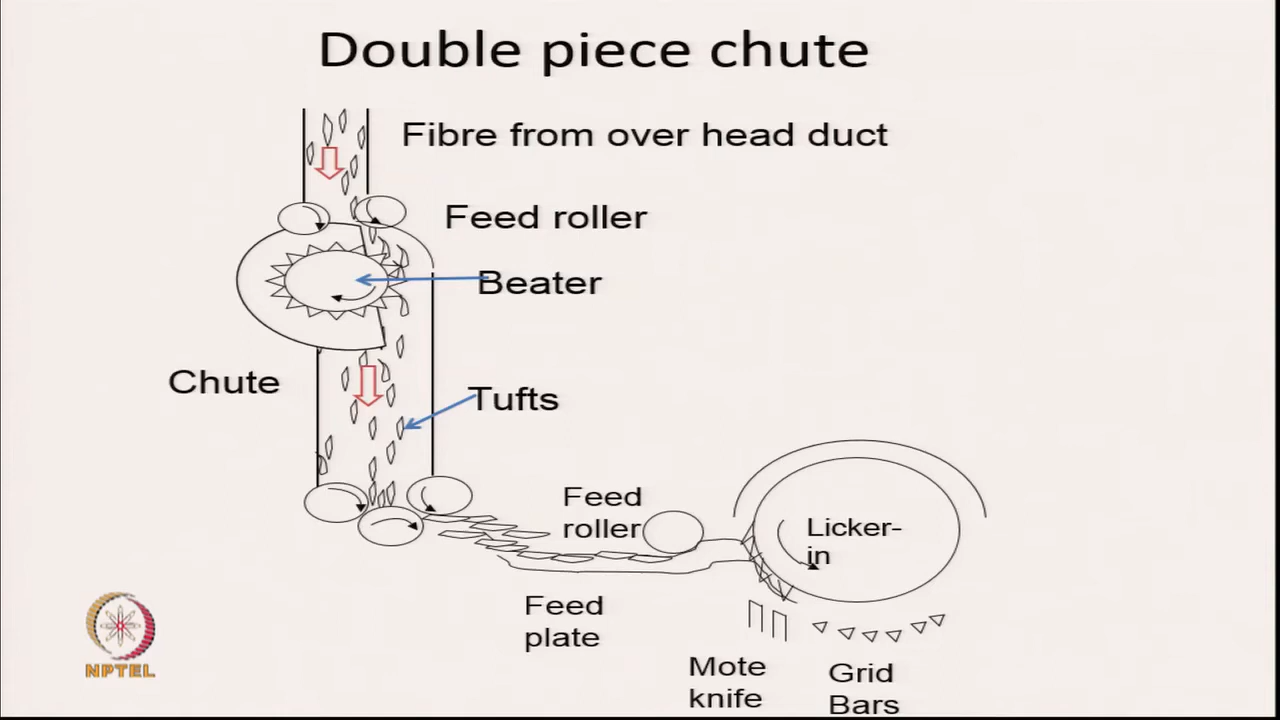 Double piece chute
Fibre from over head duct
Feed roller
Beater
Chute
Tufts
Feed
roller
Licker-
in
Feed
plate
Mote
knife
Grid
Bars
NPTEL